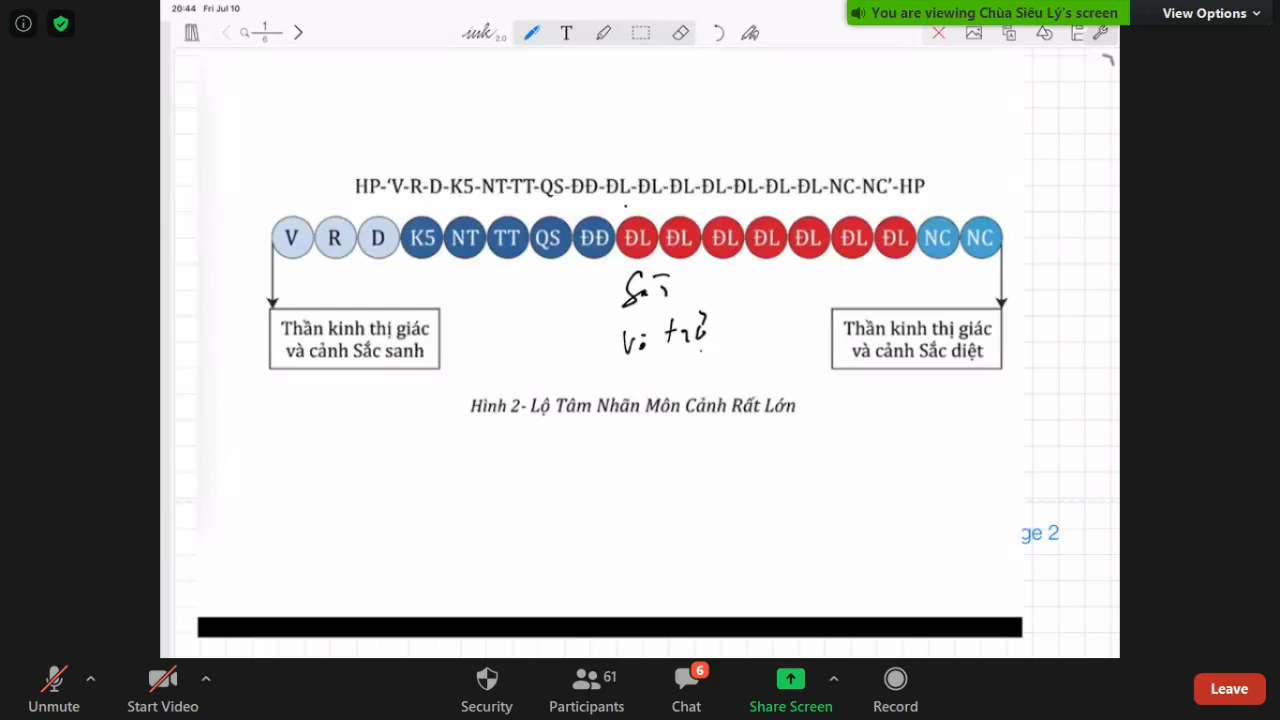 20:44 Fri Jul 10
You are viewing Chùa Siêu Lý's screen
View Options
1
6
ink 2.0
T
HP-‘V-R-D-K5-NT-TT-QS-ĐĐ-ĐL-ĐL-ĐL-ĐL-ĐL-ĐL-ĐL-NC-NC’-HP
V R D K5 NT TT QS ĐĐ ĐL ĐL ĐL ĐL ĐL ĐL ĐL NC NC
Thần kinh thị giác
và cảnh Sắc sanh
Thần kinh thị giác
và cảnh Sắc diệt
Hình 2- Lộ Tâm Nhãn Môn Cảnh Rất Lớn
ge 2
61
6
Unmute
Start Video
Security
Participants
Chat
Share Screen
Record
Leave